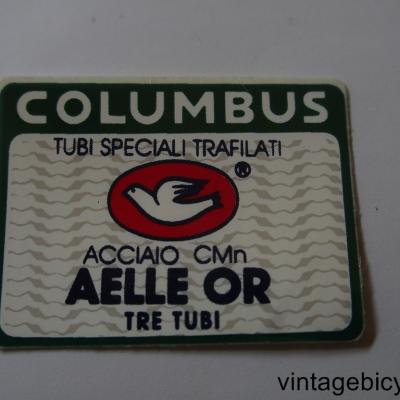 COLUMBUS
TUBI SPECIALI TRAFILATI
®
ACCIAIO CMn
AELLE OR
TRE TUBI
vintagebicy